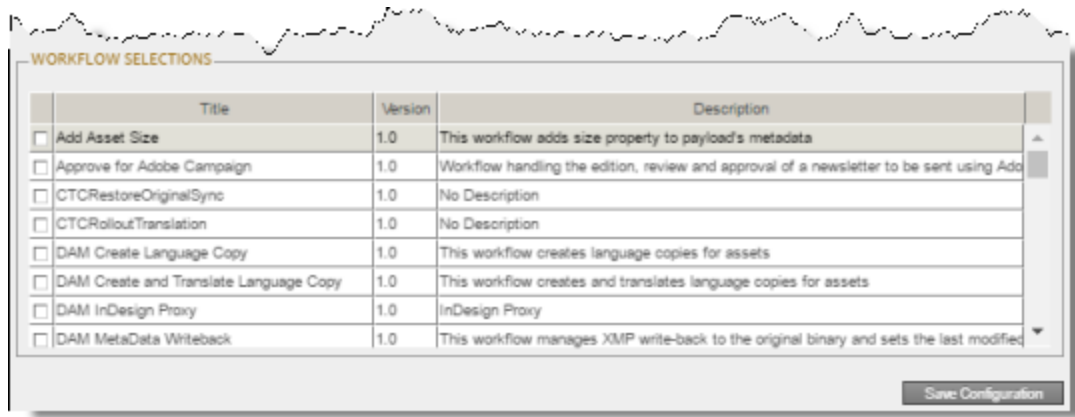 WORKFLOW SELECTIONS
Title Version Description
Add Asset Size 1.0 This workflow adds size property to payload's metadata
Approve for Adobe Campaign 1.0 Workflow handling the edition, review and approval of a newsletter to be sent using Ado
CTCRestoreOriginalSync 1.0 No Description
CTCRolloutTranslation 1.0 No Description
DAM Create Language Copy 1.0 This workflow creates language copies for assets
DAM Create and Translate Language Copy 1.0 This workflow creates and translates language copies for assets
DAM InDesign Proxy 1.0 InDesign Proxy
DAM MetaData Writeback 1.0 This workflow manages XMP write-back to the original binary and sets the last modified
Save Configuration